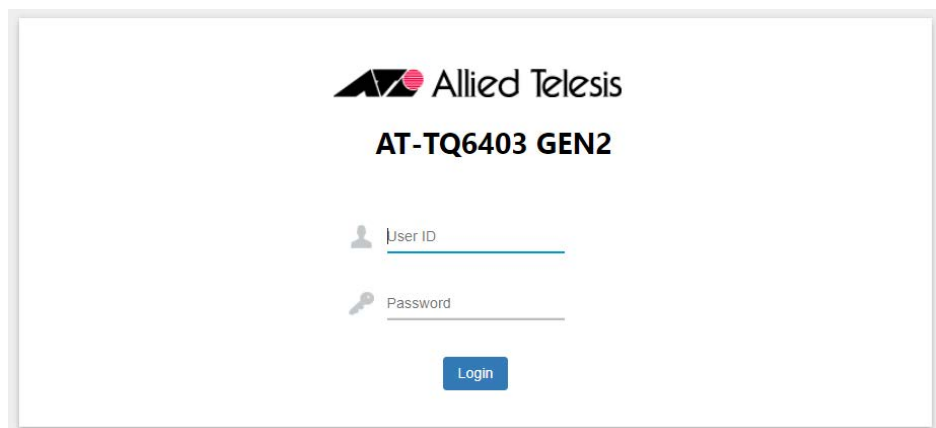 Allied Telesis
AT-TQ6403 GEN2
User ID
Password
Login